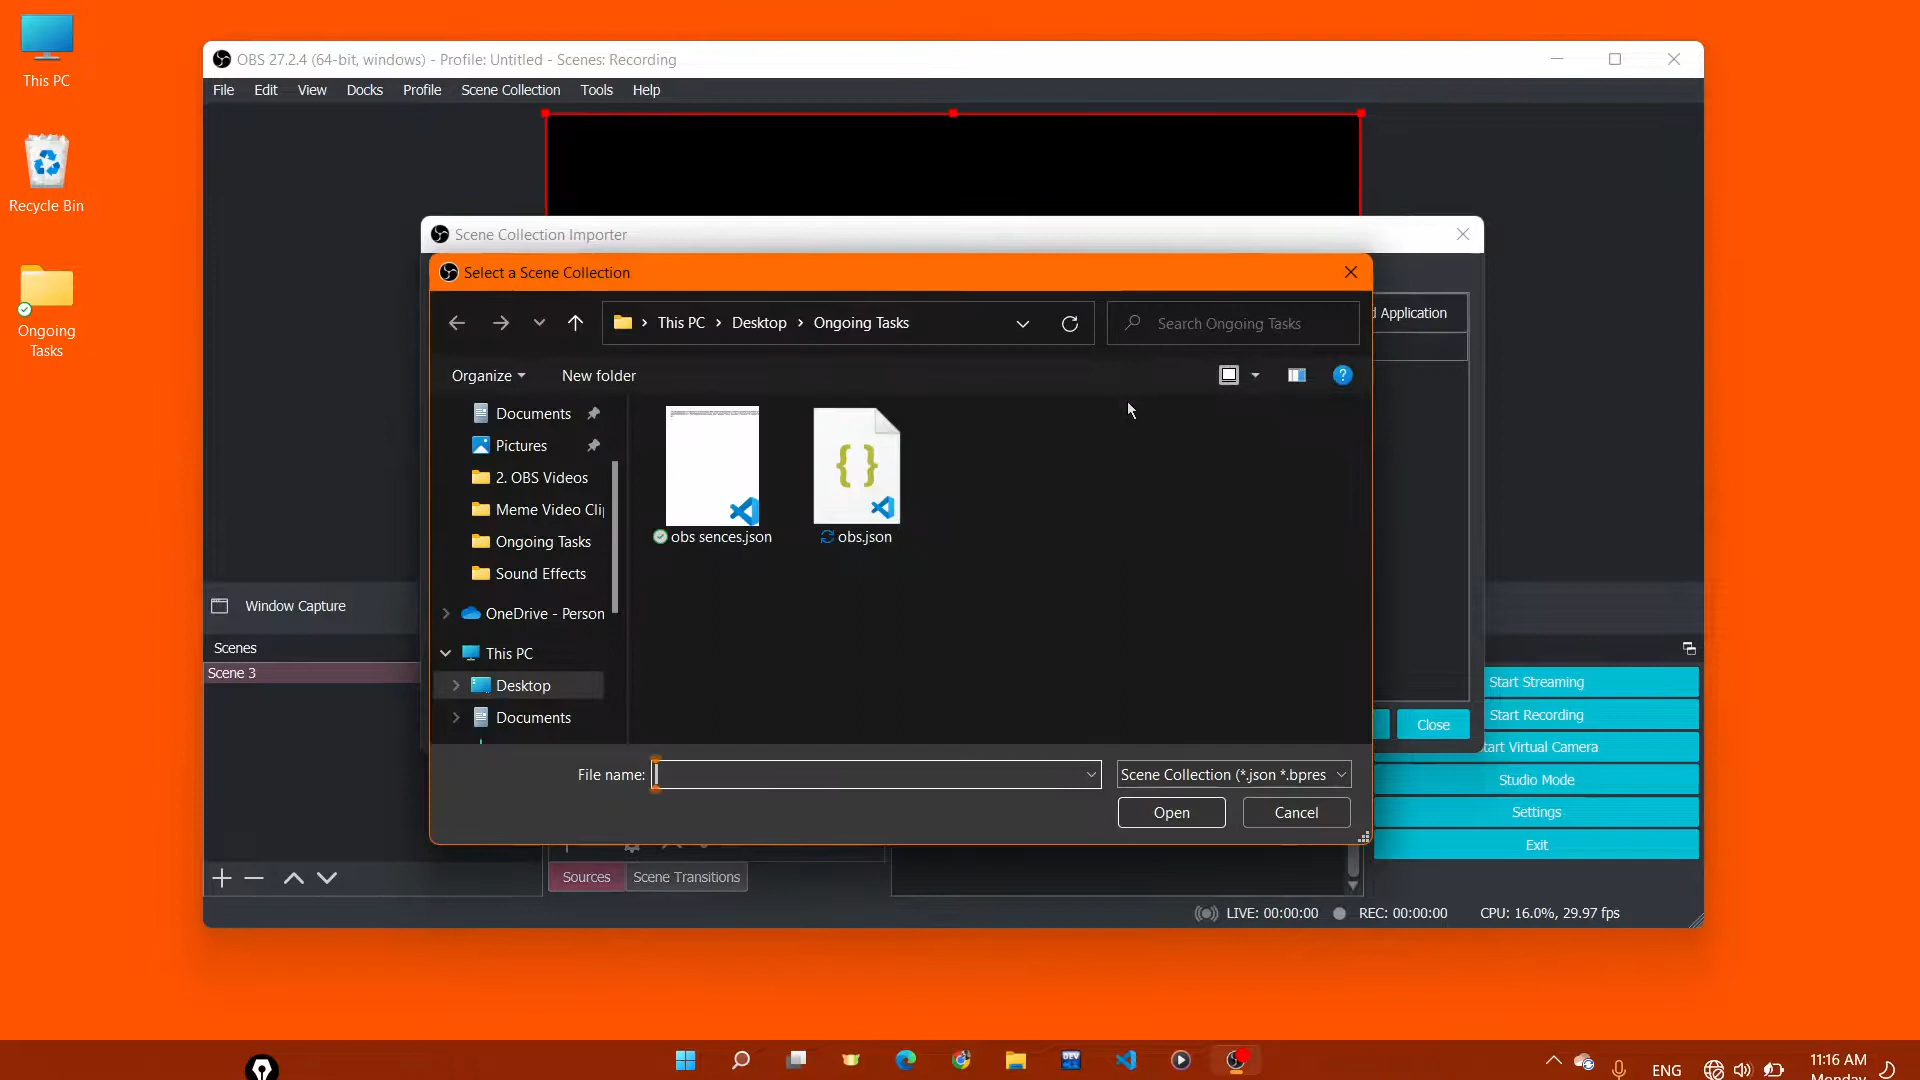 This PC
Recycle Bin
Ongoing
Tasks
OBS 27.2.4 (64-bit, windows) - Profile: Untitled - Scenes: Recording
File Edit View Docks Profile Scene Collection Tools Help
Scene Collection Importer
Select a Scene Collection
This PC > Desktop > Ongoing Tasks
Search Ongoing Tasks
Application
Organize New folder
Documents
Pictures
2. OBS Videos
Meme Video Cli
Ongoing Tasks
Sound Effects
OneDrive - Person
This PC
Desktop
Documents
obs sences.json
obs.json
File name:
Scene Collection (*.json *.bpres
Open
Cancel
Close
Window Capture
Scenes
Scene 3
Start Streaming
Start Recording
tart Virtual Camera
Studio Mode
Settings
Exit
Sources
Scene Transitions
LIVE: 00:00:00 REC: 00:00:00 CPU: 16.0%, 29.97 fps
DEV
ENG
11:16 AM
Monday